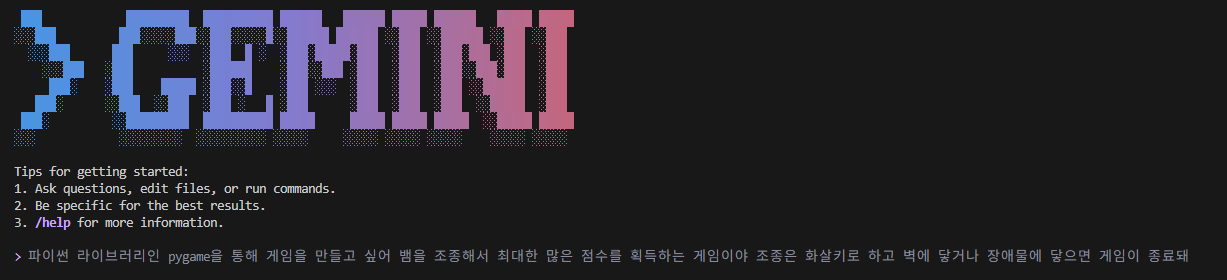 > GEMINI
Tips for getting started:
1. Ask questions, edit files, or run commands.
2. Be specific for the best results.
3. /help for more information.
> 파이썬 라이브러리인 pygame을 통해 게임을 만들고 싶어 뱀을 조종해서 최대한 많은 점수를 획득하는 게임이야 조종은 화살키로 하고 벽에 닿거나 장애물에 닿으면 게임이 종료돼